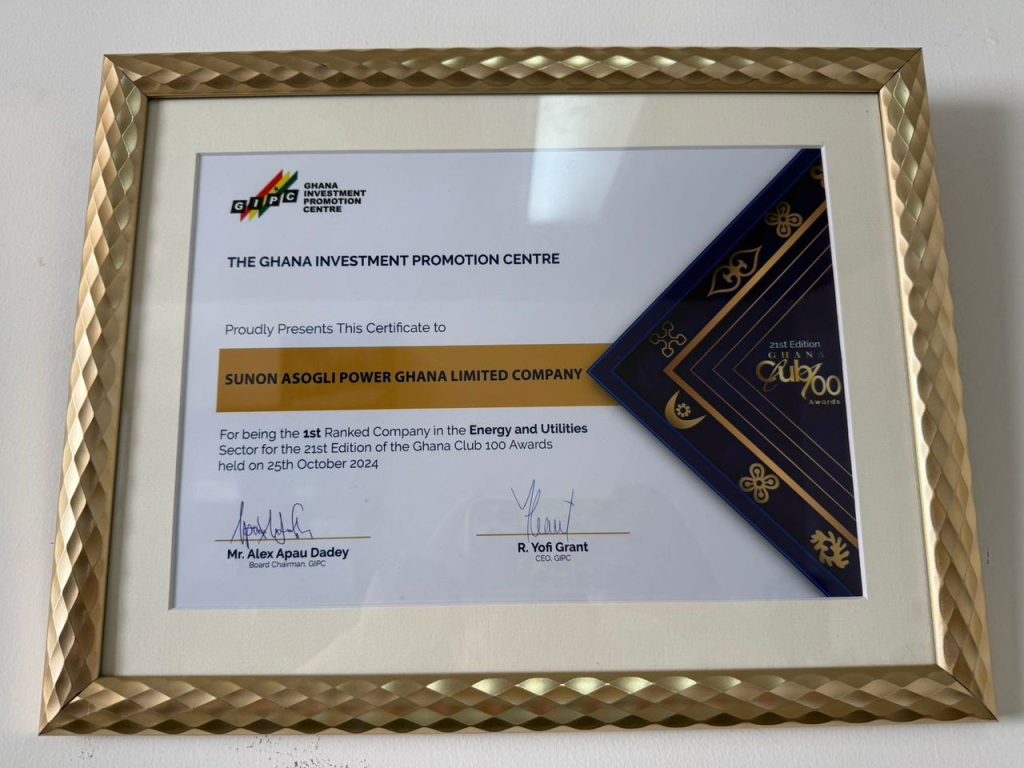 GIPC
GHANA
INVESTMENT
PROMOTION
CENTRE
THE GHANA INVESTMENT PROMOTION CENTRE
Proudly Presents This Certificate to
SUNON ASOGLI POWER GHANA LIMITED COMPANY
For being the 1st Ranked Company in the Energy and Utilities
Sector for the 21st Edition of the Ghana Club 100 Awards
held on 25th October 2024
Mr. Alex Apau Dadey
Board Chairman, GIPC
R. Yofi Grant
CEO, GIPC
21st Edition
GHANA
Club100
Awards